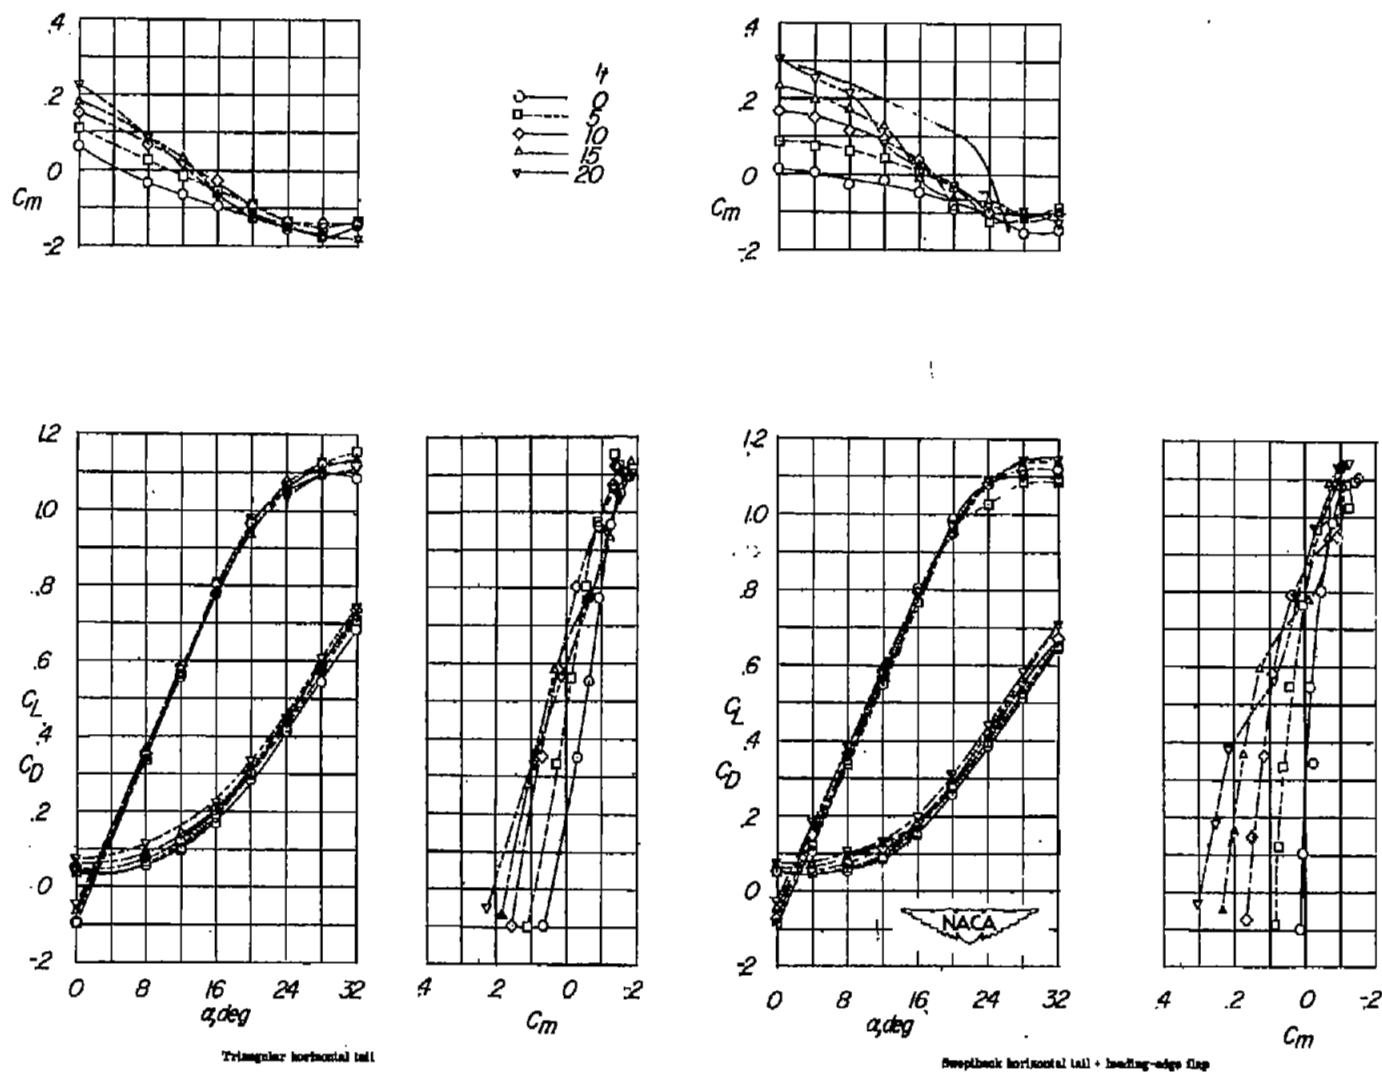 .4
.2
0
Cm
-.2
it
0
5
10
15
20
.4
.2
0
Cm
-.2
1.2
1.0
.8
.6
CL
.4
CD
.2
0
-.2
0 8 16 24 32
α, deg
.4 .2 0 -.2
Cm
Triangular horizontal tail
1.2
1.0
.8
.6
CL
.4
CD
.2
0
-.2
NACA
0 8 16 24 32
α, deg
.4 .2 0 -.2
Cm
Sweptback horizontal tail + leading-edge flap